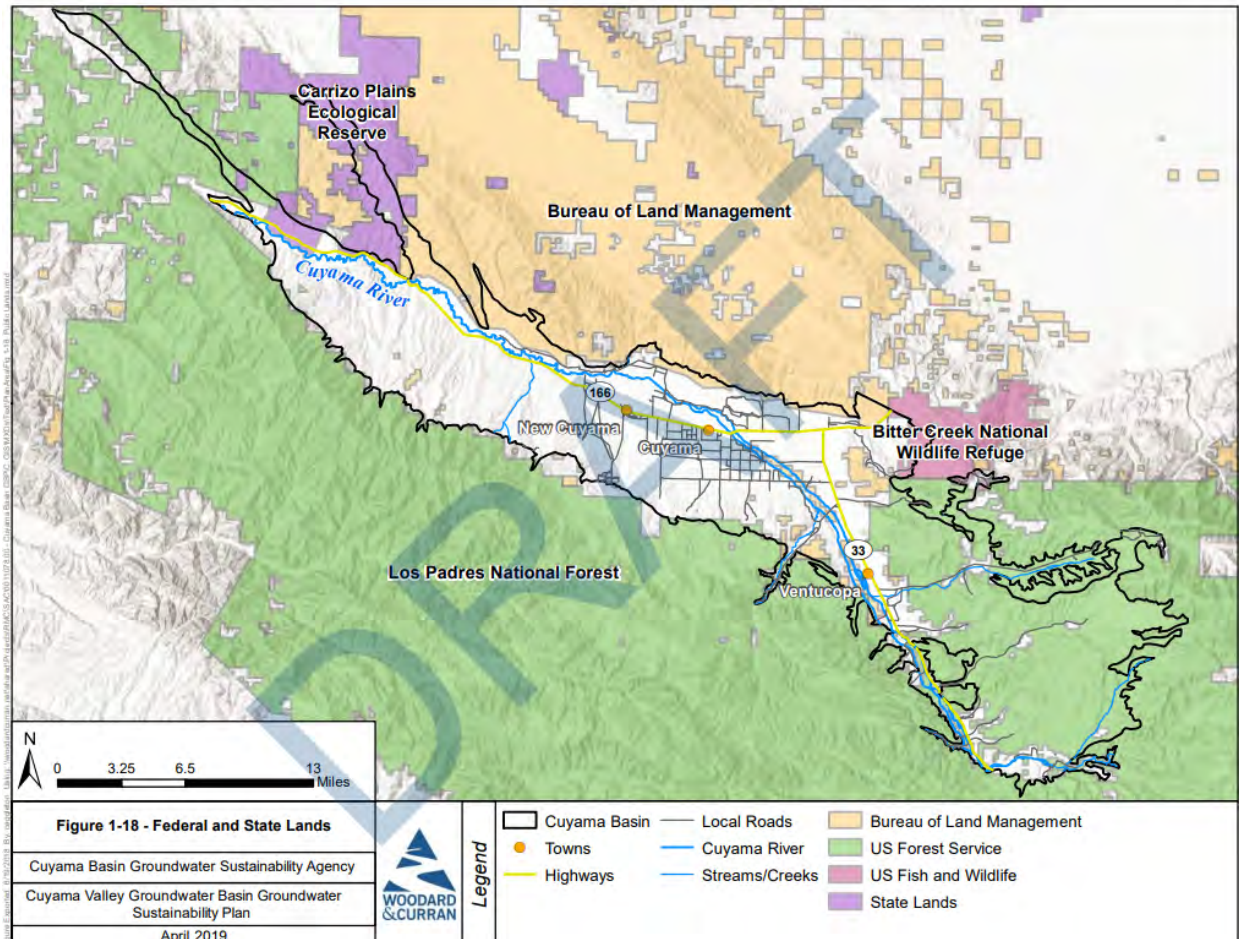 Carrizo Plains
Ecological
Reserve
Bureau of Land Management
Cuyama River
166
New Cuyama
Cuyama
Bitter Creek National
Wildlife Refuge
33
Los Padres National Forest
Ventucopa
DRAFT
N
0 3.25 6.5 13
Miles
Figure 1-18 - Federal and State Lands
Cuyama Basin Groundwater Sustainability Agency
Cuyama Valley Groundwater Basin Groundwater
Sustainability Plan
April 2019
WOODARD
&CURRAN
Legend
Cuyama Basin
Towns
Highways
Local Roads
Cuyama River
Streams/Creeks
Bureau of Land Management
US Forest Service
US Fish and Wildlife
State Lands